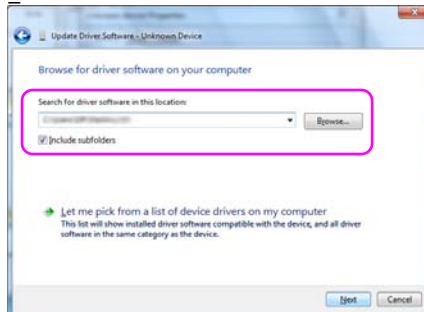 Update Driver Software - Unknown Device
Browse for driver software on your computer
Search for driver software in this location:
Browse...
Include subfolders
Let me pick from a list of device drivers on my computer
This list will show installed driver software compatible with the device, and all driver
software in the same category as the device.
Next Cancel